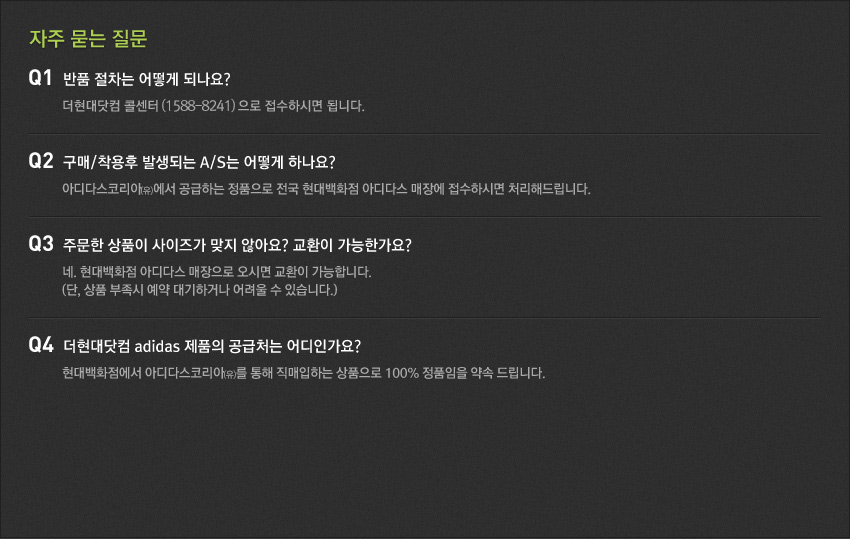 자주 묻는 질문
Q1 반품 절차는 어떻게 되나요?
더현대닷컴 콜센터 (1588-8241) 으로 접수하시면 됩니다.
Q2 구매/착용후 발생되는 A/S는 어떻게 하나요?
아디다스코리아㈲에서 공급하는 정품으로 전국 현대백화점 아디다스 매장에 접수하시면 처리해드립니다.
Q3 주문한 상품이 사이즈가 맞지 않아요? 교환이 가능한가요?
네. 현대백화점 아디다스 매장으로 오시면 교환이 가능합니다.
(단, 상품 부족시 예약 대기하거나 어려울 수 있습니다.)
Q4 더현대닷컴 adidas 제품의 공급처는 어디인가요?
현대백화점에서 아디다스코리아㈲를 통해 직매입하는 상품으로 100% 정품임을 약속 드립니다.